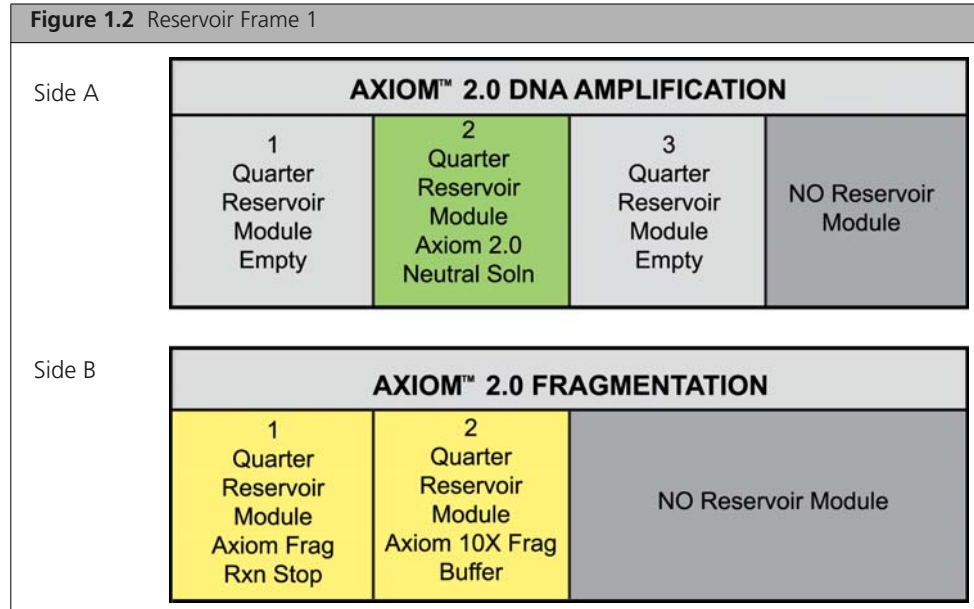 Figure 1.2 Reservoir Frame 1
Side A
AXIOM™ 2.0 DNA AMPLIFICATION
1
Quarter
Reservoir
Module
Empty
2
Quarter
Reservoir
Module
Axiom 2.0
Neutral Soln
3
Quarter
Reservoir
Module
Empty
NO Reservoir
Module
Side B
AXIOM™ 2.0 FRAGMENTATION
1
Quarter
Reservoir
Module
Axiom Frag
Rxn Stop
2
Quarter
Reservoir
Module
Axiom 10X Frag
Buffer
NO Reservoir Module